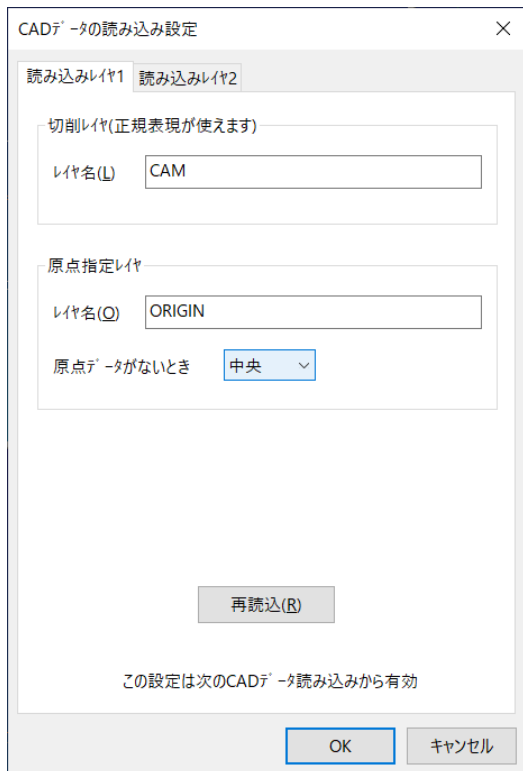 CADﾃﾞｰﾀの読み込み設定
読み込みﾚｲﾔ1 読み込みﾚｲﾔ2
切削ﾚｲﾔ(正規表現が使えます)
ﾚｲﾔ名(L) CAM
原点指定ﾚｲﾔ
ﾚｲﾔ名(O) ORIGIN
原点ﾃﾞｰﾀがないとき 中央
再読込(R)
この設定は次のCADﾃﾞｰﾀ読み込みから有効
OK キャンセル